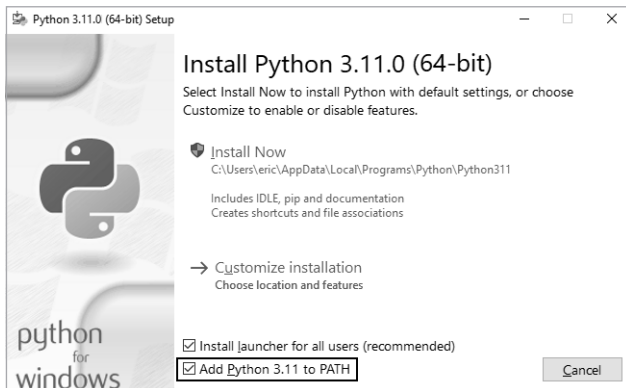 Python 3.11.0 (64-bit) Setup
Install Python 3.11.0 (64-bit)
Select Install Now to install Python with default settings, or choose
Customize to enable or disable features.
Install Now
C:\Users\eric\AppData\Local\Programs\Python\Python311
Includes IDLE, pip and documentation
Creates shortcuts and file associations
Customize installation
Choose location and features
python
for
windows
Install launcher for all users (recommended)
Add Python 3.11 to PATH
Cancel